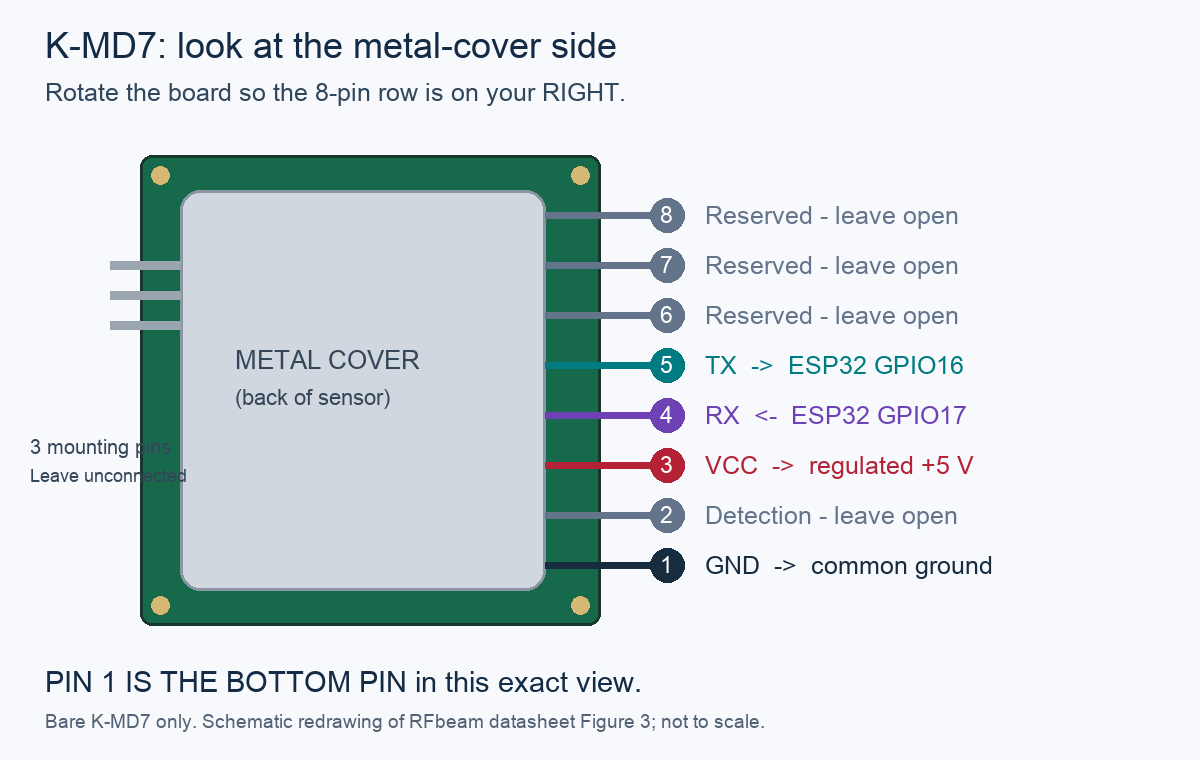 K-MD7: look at the metal-cover side
Rotate the board so the 8-pin row is on your RIGHT.
8 Reserved - leave open
7 Reserved - leave open
6 Reserved - leave open
METAL COVER
(back of sensor)
5 TX -> ESP32 GPIO16
4 RX <- ESP32 GPIO17
3 mounting pins
Leave unconnected
3 VCC -> regulated +5 V
2 Detection - leave open
1 GND -> common ground
PIN 1 IS THE BOTTOM PIN in this exact view.
Bare K-MD7 only. Schematic redrawing of RFbeam datasheet Figure 3; not to scale.